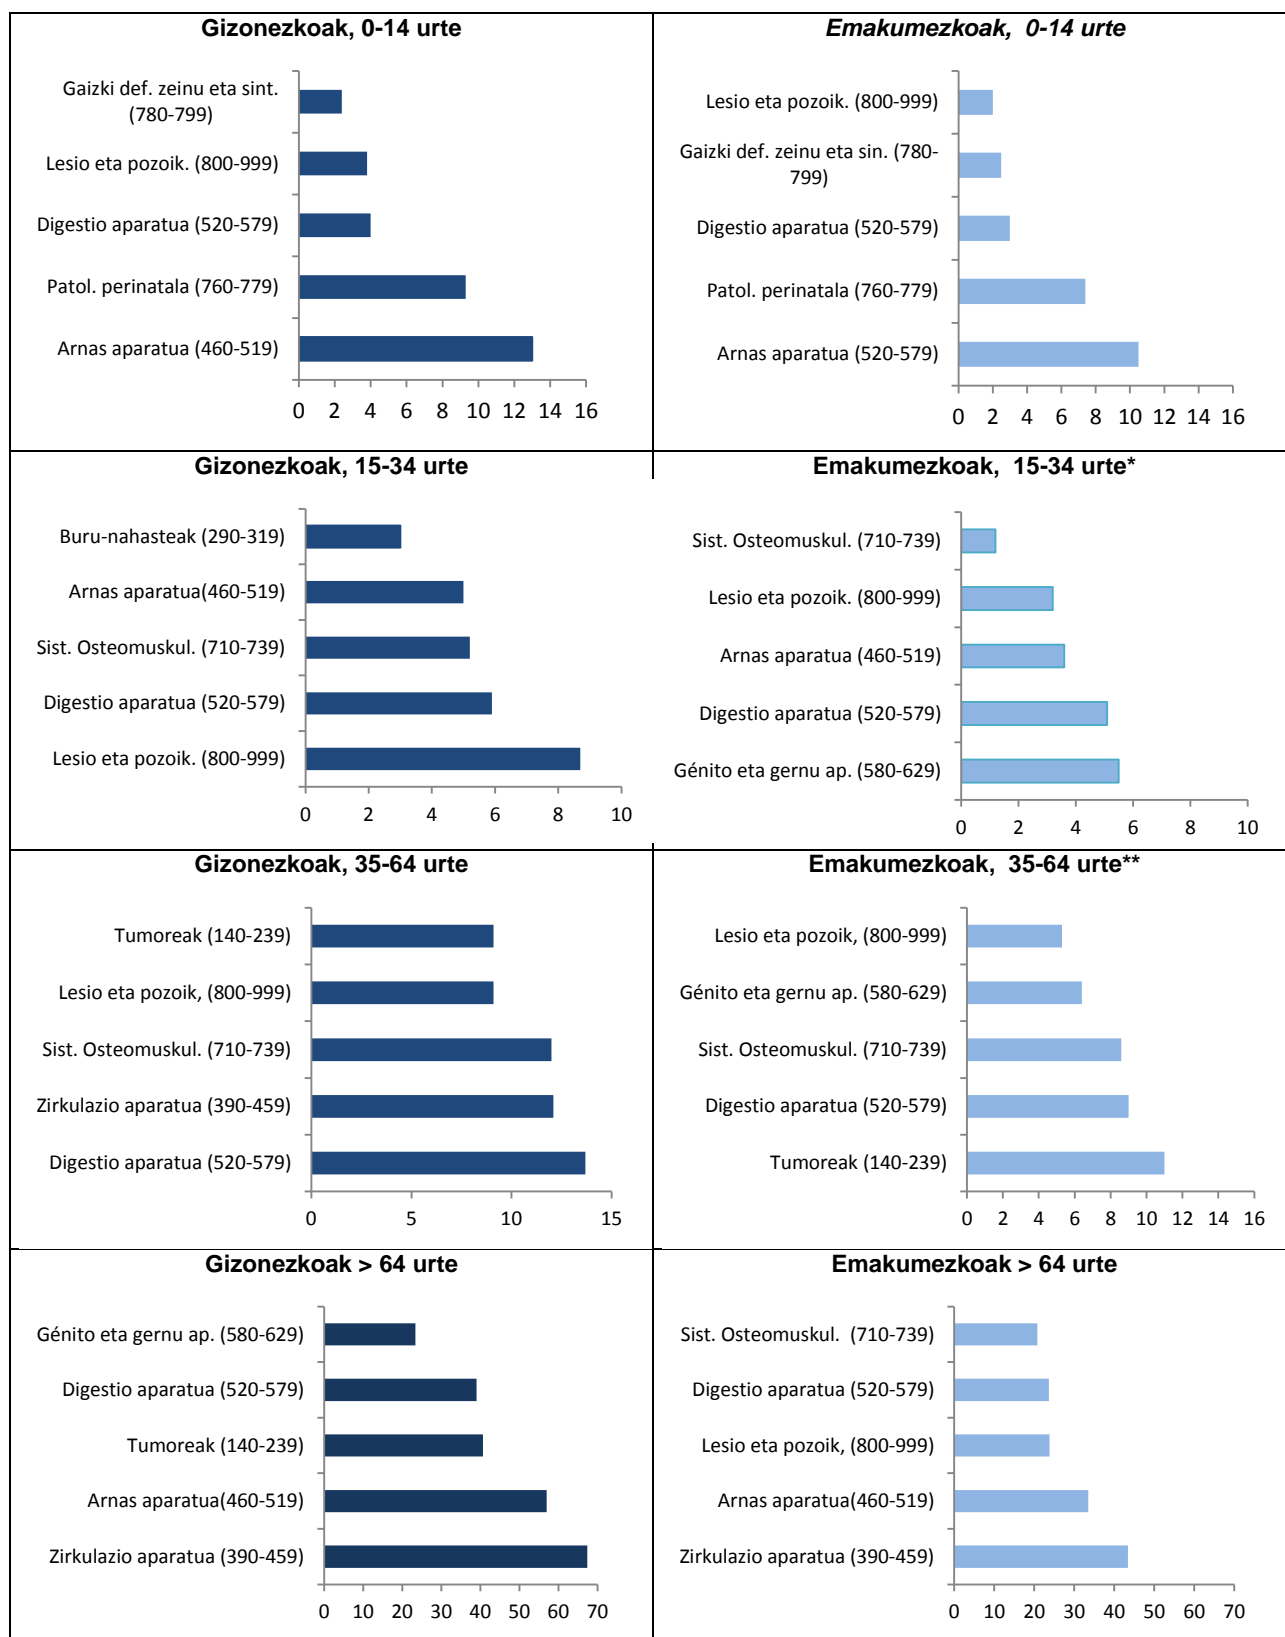 Gizonezkoak, 0-14 urte
Gaizki def. zeinu eta sint.
(780-799)
Lesio eta pozoik. (800-999)
Digestio aparatua (520-579)
Patol. perinatala (760-779)
Arnas aparatua (460-519)
0 2 4 6 8 10 12 14 16
Emakumezkoak, 0-14 urte
Lesio eta pozoik. (800-999)
Gaizki def. zeinu eta sin. (780-
799)
Digestio aparatua (520-579)
Patol. perinatala (760-779)
Arnas aparatua (520-579)
0 2 4 6 8 10 12 14 16
Gizonezkoak, 15-34 urte
Buru-nahasteak (290-319)
Arnas aparatua(460-519)
Sist. Osteomuskul. (710-739)
Digestio aparatua (520-579)
Lesio eta pozoik. (800-999)
0 2 4 6 8 10
Emakumezkoak, 15-34 urte*
Sist. Osteomuskul. (710-739)
Lesio eta pozoik. (800-999)
Arnas aparatua (460-519)
Digestio aparatua (520-579)
Génito eta gernu ap. (580-629)
0 2 4 6 8 10
Gizonezkoak, 35-64 urte
Tumoreak (140-239)
Lesio eta pozoik, (800-999)
Sist. Osteomuskul. (710-739)
Zirkulazio aparatua (390-459)
Digestio aparatua (520-579)
0 5 10 15
Emakumezkoak, 35-64 urte**
Lesio eta pozoik, (800-999)
Génito eta gernu ap. (580-629)
Sist. Osteomuskul. (710-739)
Digestio aparatua (520-579)
Tumoreak (140-239)
0 2 4 6 8 10 12 14 16
Gizonezkoak > 64 urte
Génito eta gernu ap. (580-629)
Digestio aparatua (520-579)
Tumoreak (140-239)
Arnas aparatua(460-519)
Zirkulazio aparatua (390-459)
0 10 20 30 40 50 60 70
Emakumezkoak > 64 urte
Sist. Osteomuskul. (710-739)
Digestio aparatua (520-579)
Lesio eta pozoik, (800-999)
Arnas aparatua(460-519)
Zirkulazio aparatua (390-459)
0 10 20 30 40 50 60 70